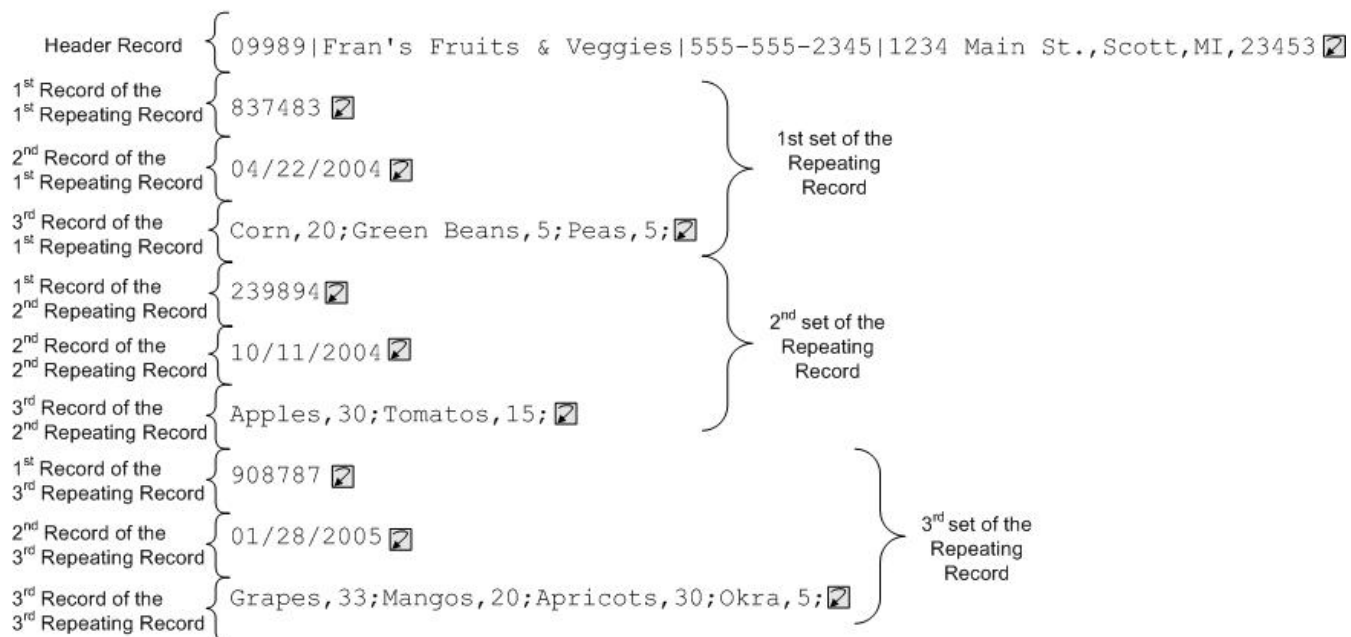 Header Record 09989|Fran's Fruits & Veggies|555-555-2345|1234 Main St.,Scott,MI,23453
1st Record of the
1st Repeating Record
837483
2nd Record of the
1st Repeating Record
04/22/2004
3rd Record of the
1st Repeating Record
Corn,20;Green Beans,5;Peas,5;
1st set of the
Repeating
Record
1st Record of the
2nd Repeating Record
239894
2nd Record of the
2nd Repeating Record
10/11/2004
3rd Record of the
2nd Repeating Record
Apples,30;Tomatos,15;
2nd set of the
Repeating
Record
1st Record of the
3rd Repeating Record
908787
2nd Record of the
3rd Repeating Record
01/28/2005
3rd Record of the
3rd Repeating Record
Grapes,33;Mangos,20;Apricots,30;Okra,5;
3rd set of the
Repeating
Record